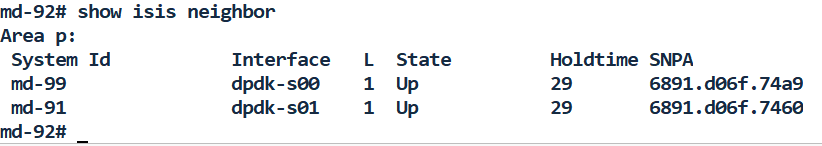 md-92# show isis neighbor
Area p:
 System Id           Interface   L  State         Holdtime SNPA
 md-99               dpdk-s00    1  Up            29       6891.d06f.74a9
 md-91               dpdk-s01    1  Up            29       6891.d06f.7460
md-92# _